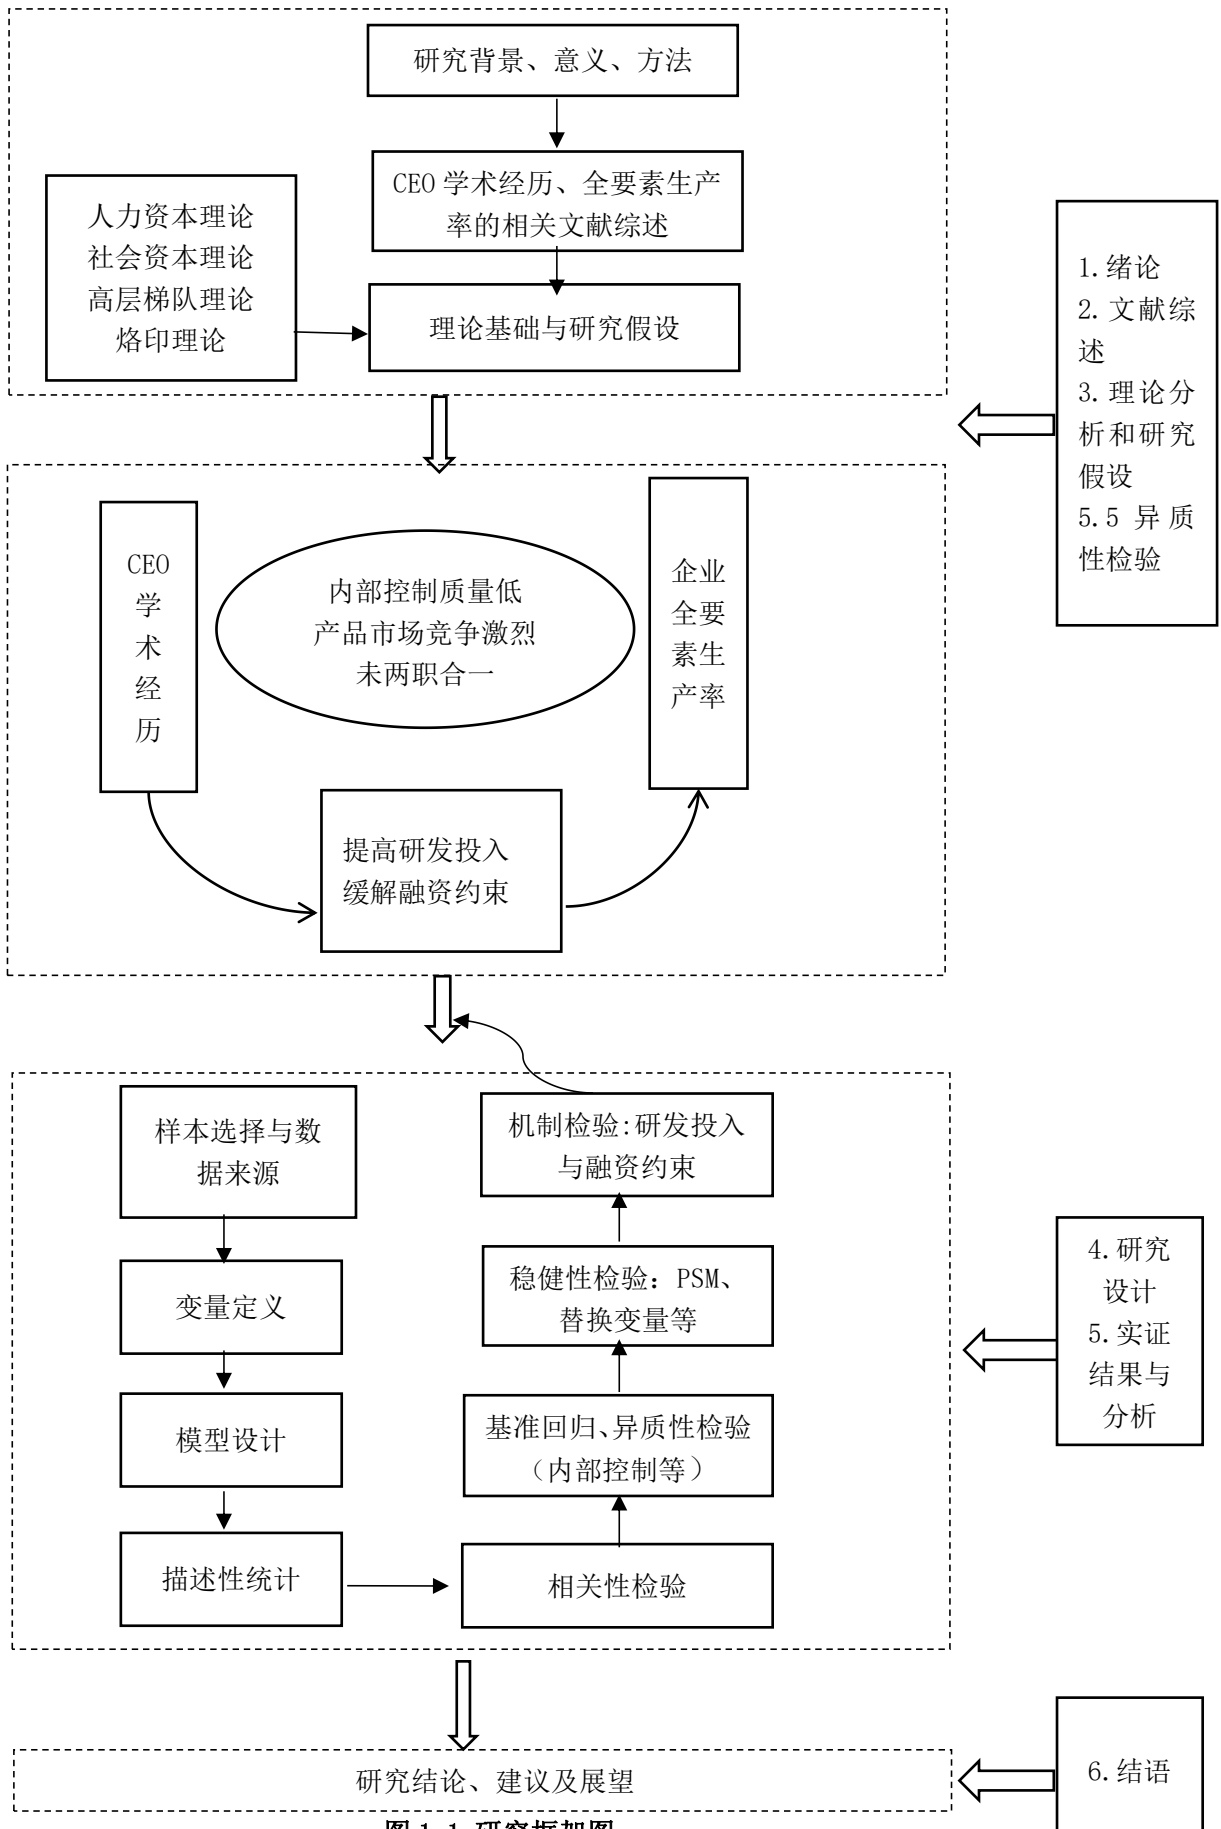 研究背景、意义、方法
CEO 学术经历、全要素生产
率的相关文献综述
人力资本理论
社会资本理论
高层梯队理论
烙印理论
理论基础与研究假设
1.绪论
2.文献综
述
3.理论分
析和研究
假设
5.5 异质
性检验
CEO
学
术
经
历
内部控制质量低
产品市场竞争激烈
未两职合一
企业
全要
素生
产率
提高研发投入
缓解融资约束
样本选择与数
据来源
变量定义
模型设计
描述性统计
机制检验:研发投入
与融资约束
稳健性检验：PSM、
替换变量等
基准回归、异质性检验
（内部控制等）
相关性检验
4.研究
设计
5.实证
结果与
分析
研究结论、建议及展望
6.结语
图 1-1 研究框架图